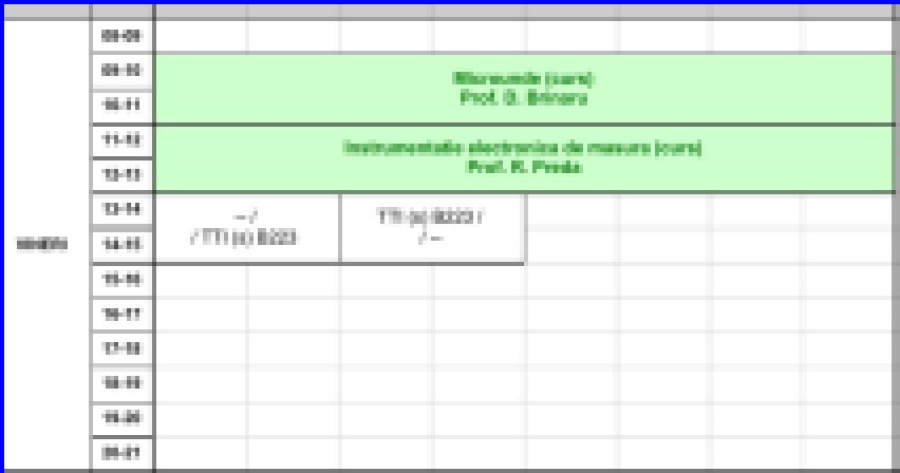 08-09
09-10
Microunde (curs)
Prof. D.
10-11
11-12
Instrumentatie electronica de masura (curs)
Prof. R. Preda
12-13
13-14
-- /
/ TTI (s) B223
TTI (s) B223 /
/ --
VINERI
14-15
15-16
16-17
17-18
18-19
19-20
20-21